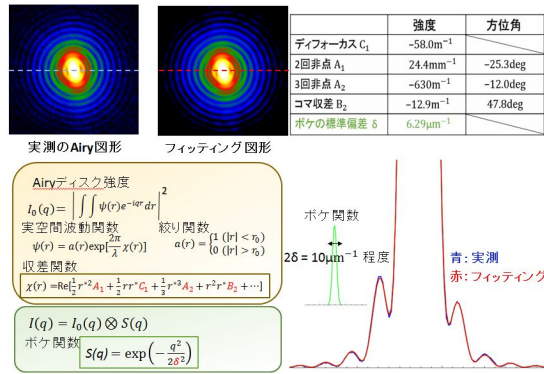 強度 方位角
ディフォーカス C₁ −58.0m⁻¹
2回非点 A₁ 24.4mm⁻¹ −25.3deg
3回非点 A₂ −630m⁻¹ −12.0deg
コマ収差 B₂ −12.9m⁻¹ 47.8deg
ボケの標準偏差 δ 6.29μm⁻¹
実測のAiry図形 フィッティング図形
Airyディスク強度
I₀(q)=|∫∫ψ(r)e^{−iqr}dr|²
実空間波動関数 絞り関数
ψ(r) = a(r)exp[2π/λ χ(r)] a(r)={1 (|r| < r₀) 0 (|r| > r₀)
収差関数
χ(r) =Re[1/2 r*²A₁ + 1/2 rr*C₁ + 1/3 r*³A₂ + r²r*B₂ + ⋯]
I(q) = I₀(q) ⊗ S(q)
ボケ関数
S(q) = exp(−q²/2δ²)
ボケ関数
2δ = 10μm⁻¹ 程度
青：実測
赤：フィッティング